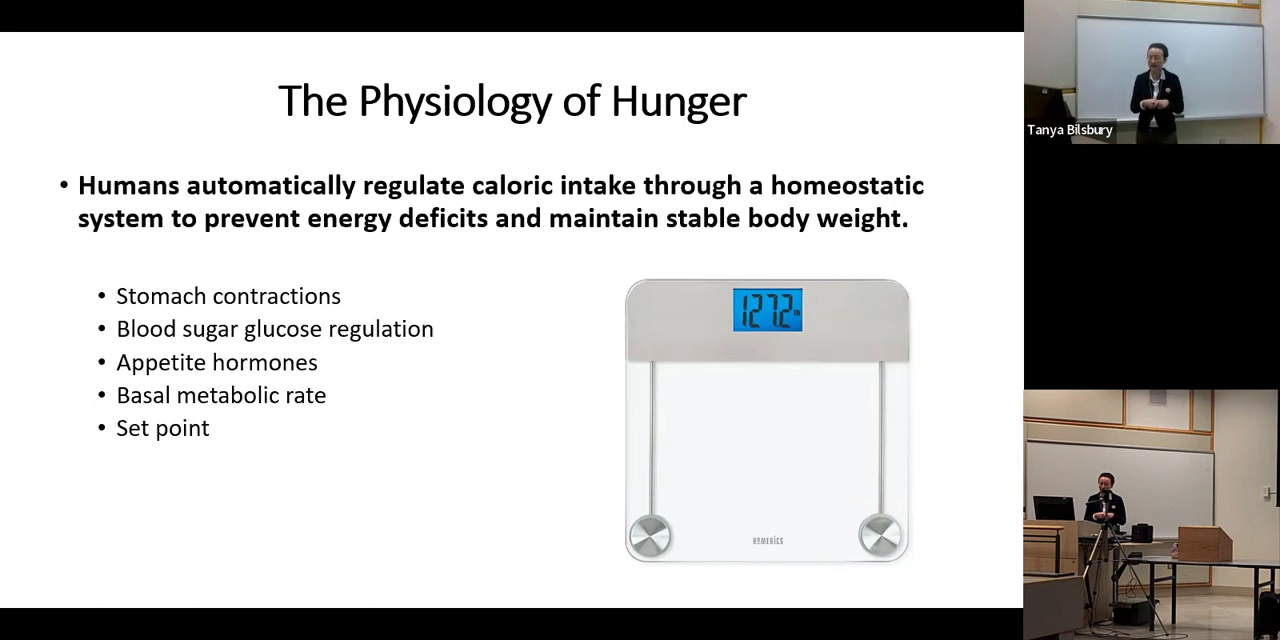 The Physiology of Hunger
• Humans automatically regulate caloric intake through a homeostatic
system to prevent energy deficits and maintain stable body weight.
• Stomach contractions
• Blood sugar glucose regulation
• Appetite hormones
• Basal metabolic rate
• Set point
127.2
HOMEDICS
Tanya Bilsbury